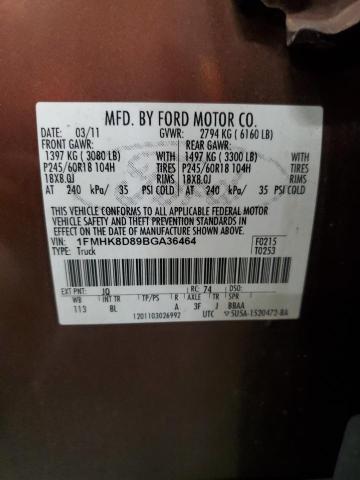 MFD. BY FORD MOTOR CO.
DATE: 03/11 GVWR: 2794 KG ( 6160 LB)
FRONT GAWR: REAR GAWR:
1397 KG ( 3080 LB) 1497 KG ( 3300 LB)
P245/60R18 104H TIRES P245/60R18 104H TIRES
18X8.0J RIMS 18X8.0J RIMS
AT 240 kPa/ 35 PSI COLD AT 240 kPa/ 35 PSI COLD
THIS VEHICLE CONFORMS TO ALL APPLICABLE FEDERAL MOTOR
VEHICLE SAFETY AND THEFT PREVENTION STANDARDS IN
EFFECT ON THE DATE OF MANUFACTURE SHOWN ABOVE.
VIN: 1FMHK8D89BGA36464 F0215
TYPE: Truck T0253
EXT PNT: JQ RC: 74 DSO:
WB INT TR TP/PS R AXLE TR SPR
113 BL A 3F J BBAA
1201103026992 UTC 5U5A-1520472-BA